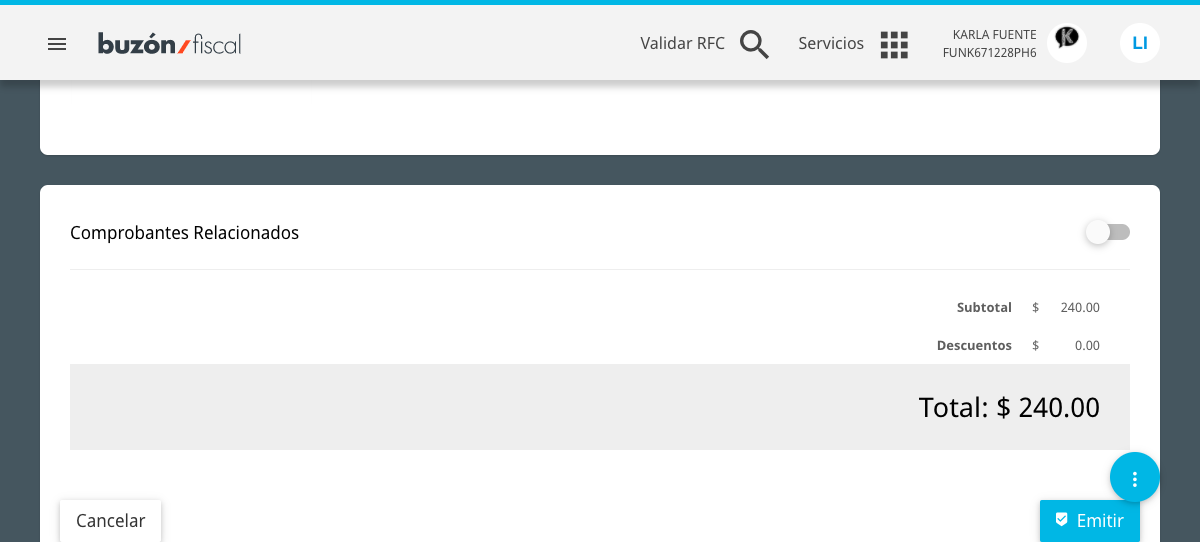 buzón/fiscal
Validar RFC
Servicios
KARLA FUENTE
FUNK671228PH6
K
LI
Comprobantes Relacionados
Subtotal $ 240.00
Descuentos $ 0.00
Total: $ 240.00
Cancelar
Emitir